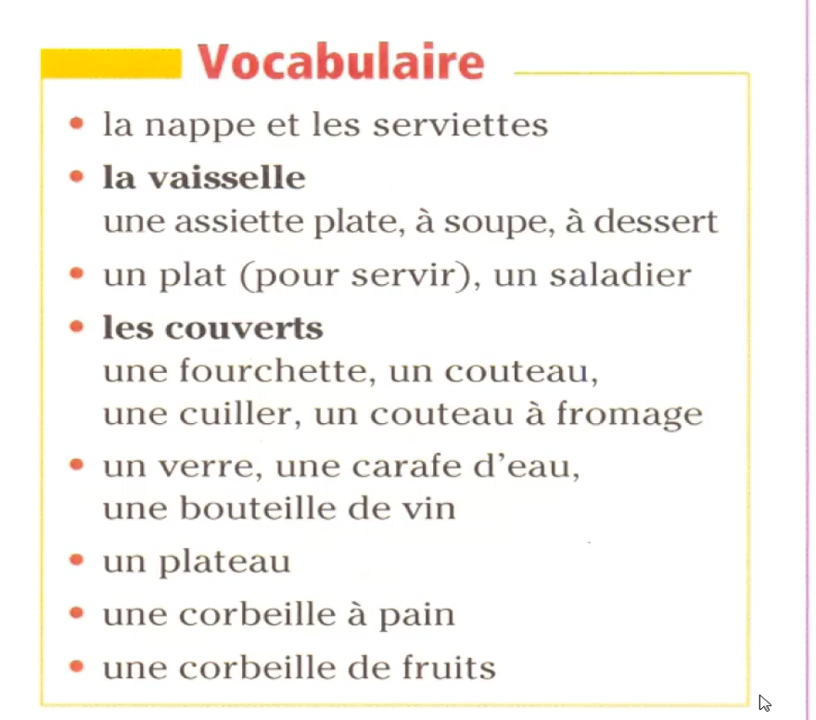 Vocabulaire
• la nappe et les serviettes
• la vaisselle
une assiette plate, à soupe, à dessert
• un plat (pour servir), un saladier
• les couverts
une fourchette, un couteau,
une cuiller, un couteau à fromage
• un verre, une carafe d'eau,
une bouteille de vin
• un plateau
• une corbeille à pain
• une corbeille de fruits